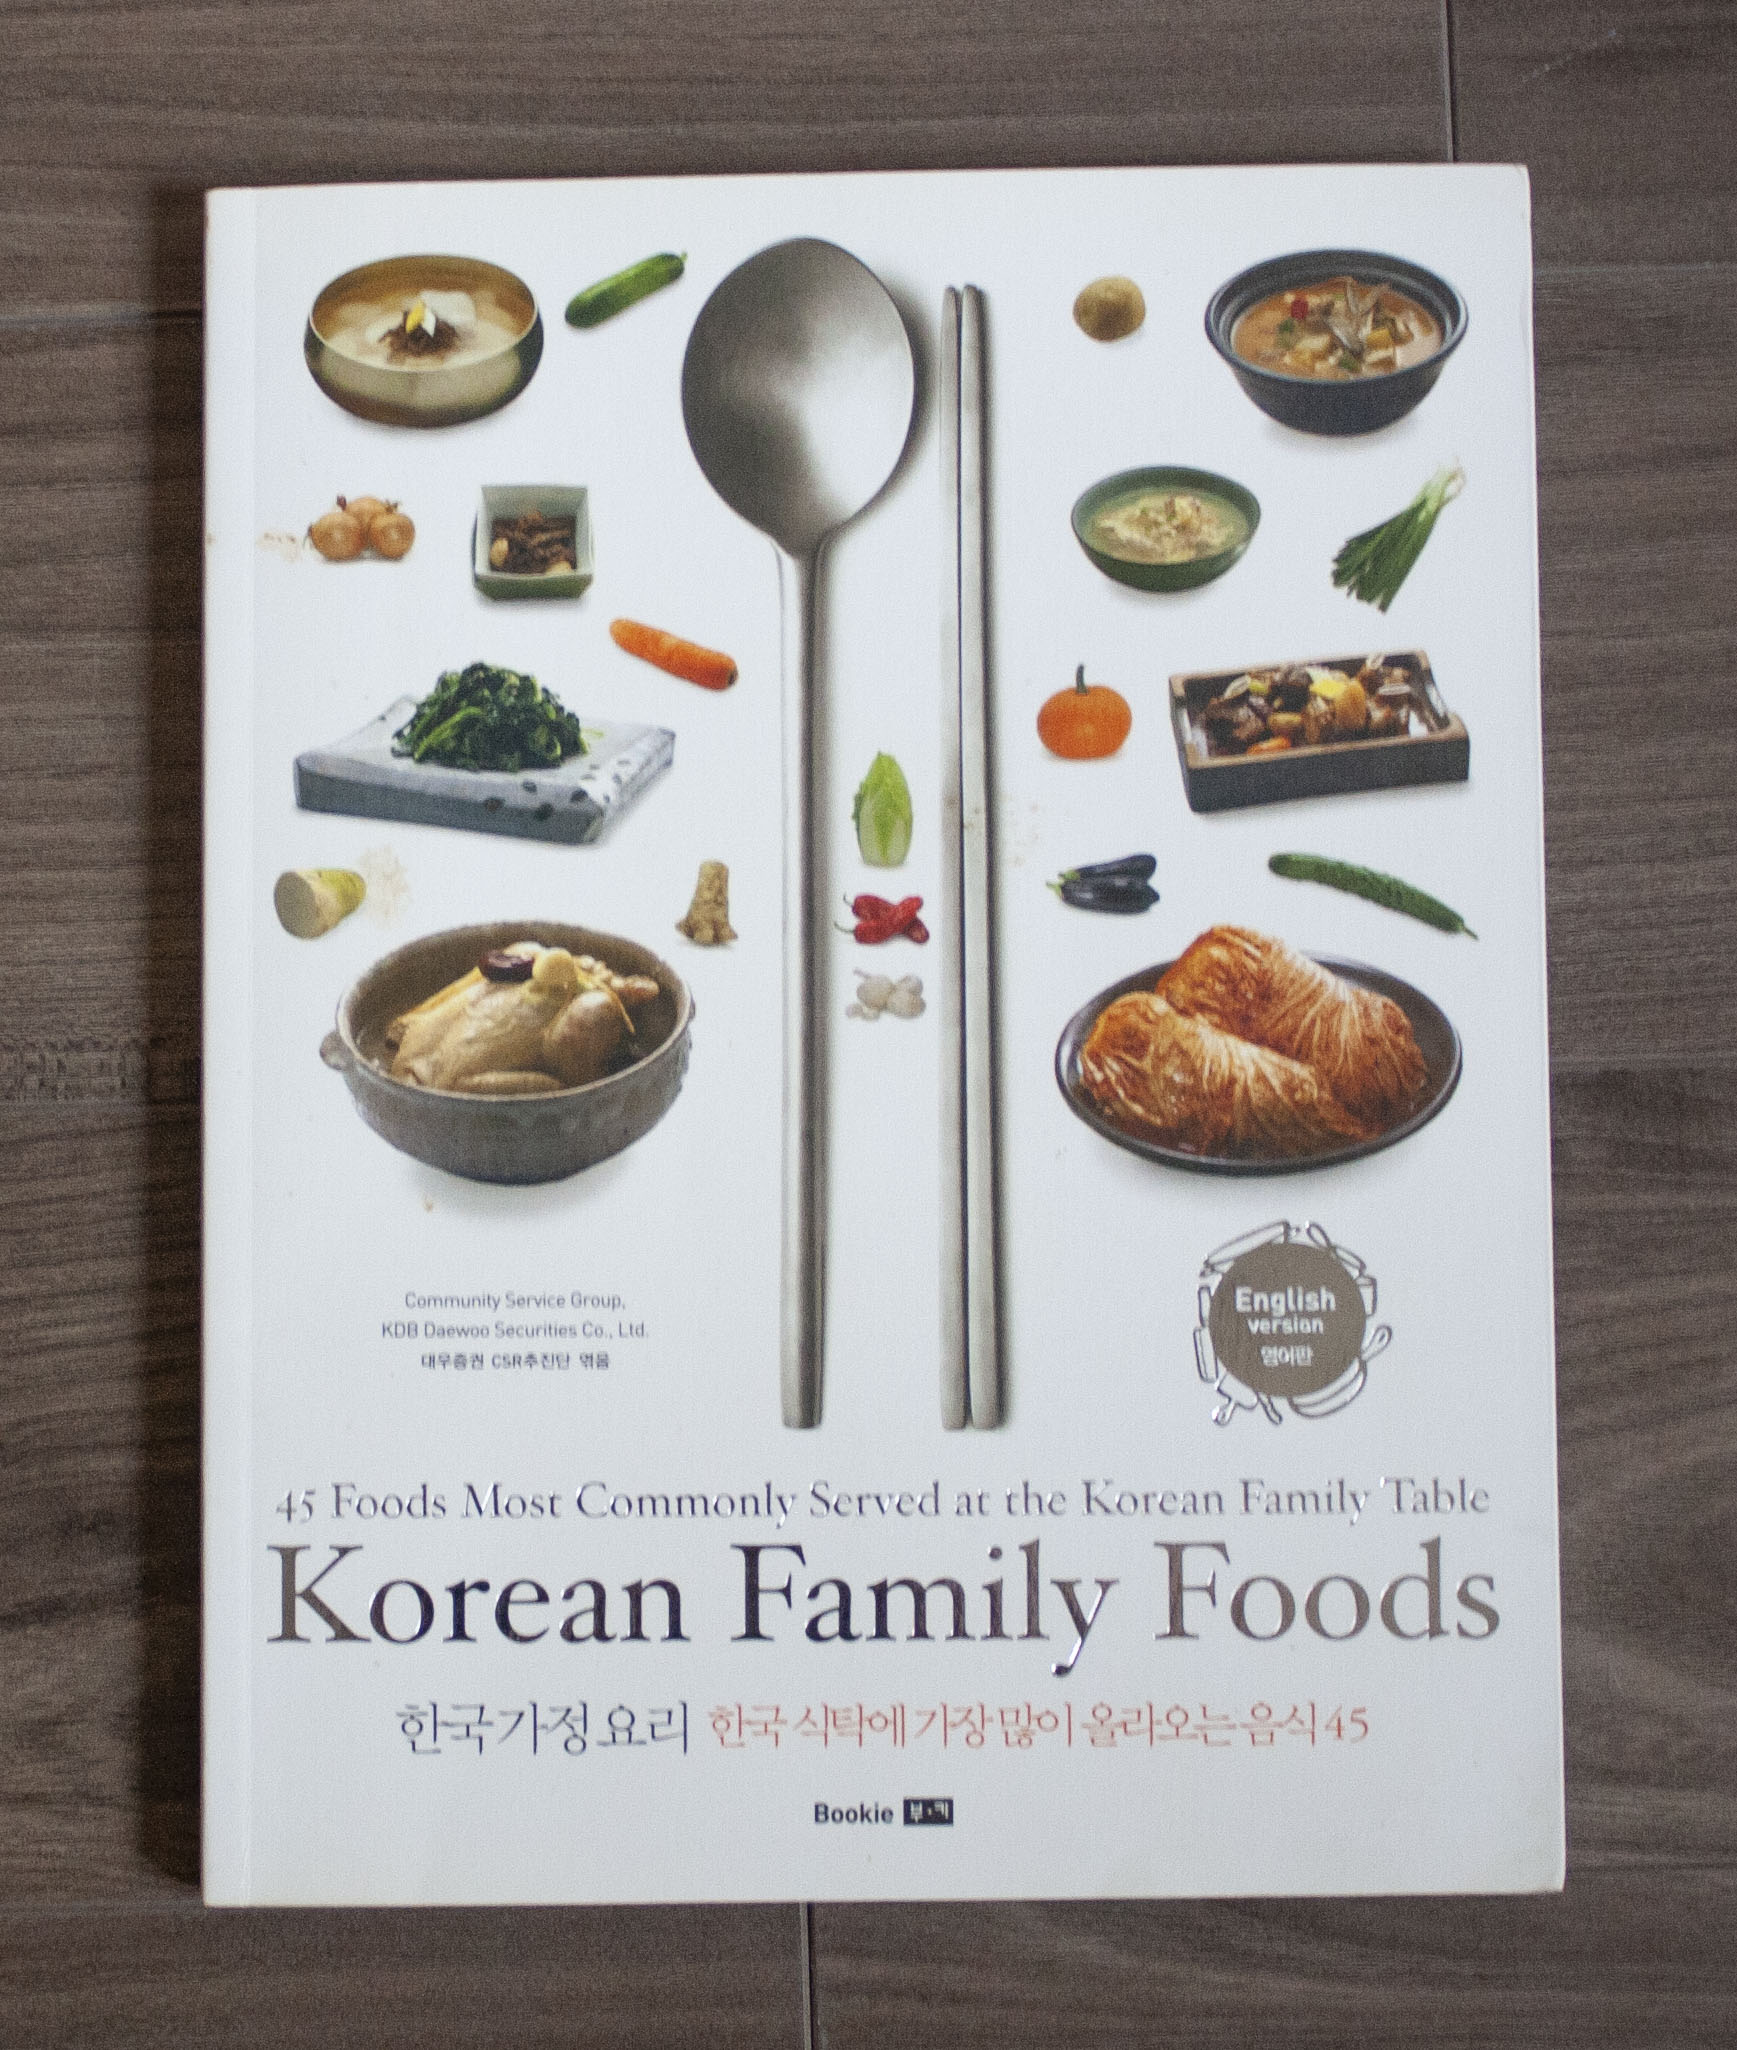 Community Service Group,
KDB Daewoo Securities Co., Ltd.
대우증권 CSR추진단 엮음
English
version
영어판
45 Foods Most Commonly Served at the Korean Family Table
Korean Family Foods
한국 가정 요리 한국 식탁에 가장 많이 올라오는 음식 45
Bookie 부·키